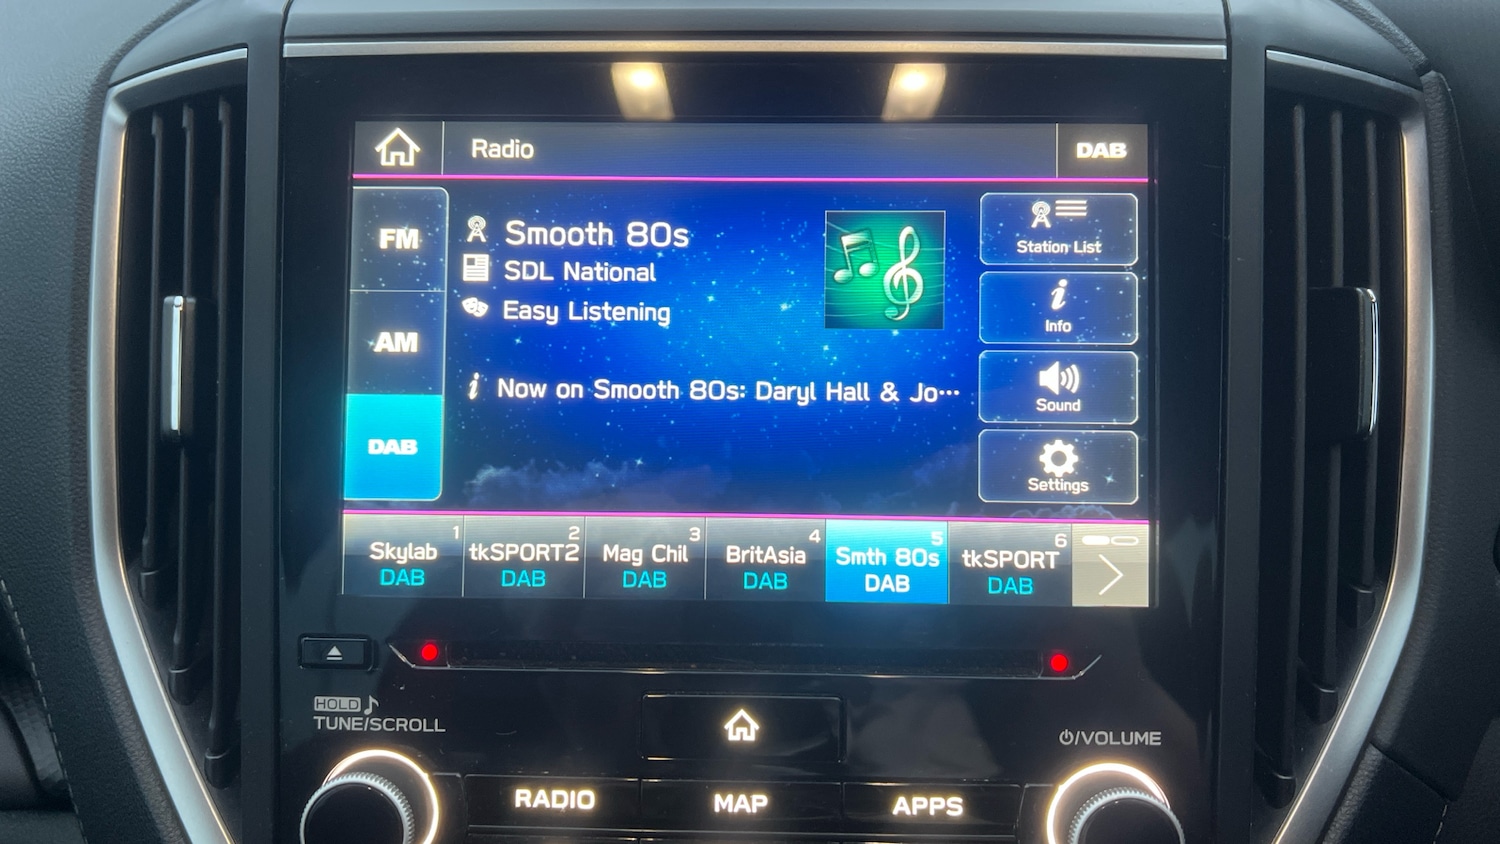 Radio
DAB
FM
AM
DAB
Smooth 80s
SDL National
Easy Listening
i Now on Smooth 80s: Daryl Hall & Jo···
Station List
i
Info
Sound
Settings
1
Skylab
DAB
2
tkSPORT2
DAB
3
Mag Chil
DAB
4
BritAsia
DAB
5
Smth 80s
DAB
6
tkSPORT
DAB
HOLD
TUNE/SCROLL
/VOLUME
RADIO
MAP
APPS